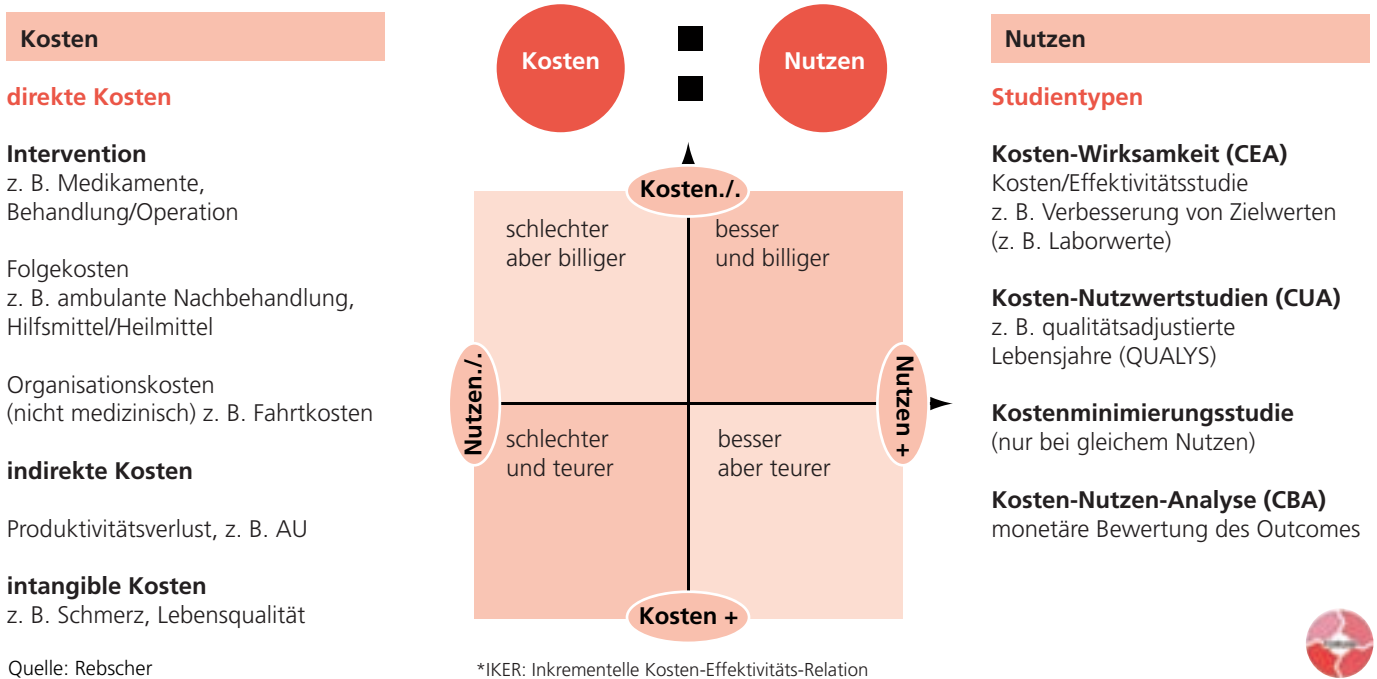 Kosten
direkte Kosten
Intervention
z. B. Medikamente,
Behandlung/Operation
Folgekosten
z. B. ambulante Nachbehandlung,
Hilfsmittel/Heilmittel
Organisationskosten
(nicht medizinisch) z. B. Fahrtkosten
indirekte Kosten
Produktivitätsverlust, z. B. AU
intangible Kosten
z. B. Schmerz, Lebensqualität
Quelle: Rebscher
Kosten
Nutzen
Kosten./.
schlechter
aber billiger
besser
und billiger
Nutzen./.
Nutzen +
schlechter
und teurer
besser
aber teurer
Kosten +
*IKER: Inkrementelle Kosten-Effektivitäts-Relation
Nutzen
Studientypen
Kosten-Wirksamkeit (CEA)
Kosten/Effektivitätsstudie
z. B. Verbesserung von Zielwerten
(z. B. Laborwerte)
Kosten-Nutzwertstudien (CUA)
z. B. qualitätsadjustierte
Lebensjahre (QUALYS)
Kostenminimierungsstudie
(nur bei gleichem Nutzen)
Kosten-Nutzen-Analyse (CBA)
monetäre Bewertung des Outcomes